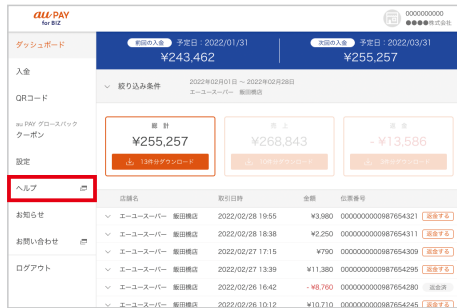 au PAY
for BIZ
0000000000
●●●●株式会社
ダッシュボード
入金
QRコード
au PAY グロースパック
クーポン
設定
ヘルプ
お知らせ
お問い合わせ
ログアウト
前回の入金 予定日：2022/01/31
¥243,462
次回の入金 予定日：2022/03/31
¥255,257
絞り込み条件
2022年02月01日 〜 2022年02月28日
エーユースーパー 飯田橋店
総計
¥255,257
13件分ダウンロード
売上
¥268,843
返金
- ¥13,586
店舗名 取引日時 金額 伝票番号
エーユースーパー 飯田橋店 2022/02/28 19:55 ¥3,980 0000000000987654321 返金する
エーユースーパー 飯田橋店 2022/02/28 18:38 ¥2,250 0000000000987654311 返金する
エーユースーパー 飯田橋店 2022/02/27 17:15 ¥790 0000000000987654309 返金する
エーユースーパー 飯田橋店 2022/02/27 13:39 ¥11,380 0000000000987654295 返金する
エーユースーパー 飯田橋店 2022/02/26 16:42 - ¥8,760 0000000000987654280 返金済
エーユースーパー 飯田橋店 2022/02/26 10:12 ¥10,710 0000000000987654245 返金する